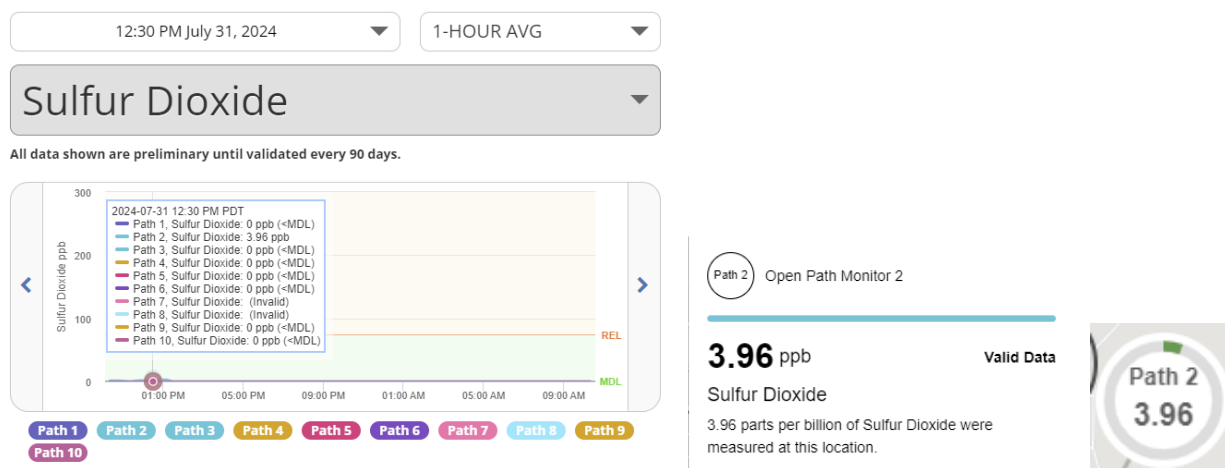 12:30 PM July 31, 2024
1-HOUR AVG
Sulfur Dioxide
All data shown are preliminary until validated every 90 days.
300
200
100
0
Sulfur Dioxide ppb
2024-07-31 12:30 PM PDT
Path 1, Sulfur Dioxide: 0 ppb (<MDL)
Path 2, Sulfur Dioxide: 3.96 ppb
Path 3, Sulfur Dioxide: 0 ppb (<MDL)
Path 4, Sulfur Dioxide: 0 ppb (<MDL)
Path 5, Sulfur Dioxide: 0 ppb (<MDL)
Path 6, Sulfur Dioxide: 0 ppb (<MDL)
Path 7, Sulfur Dioxide: (Invalid)
Path 8, Sulfur Dioxide: (Invalid)
Path 9, Sulfur Dioxide: 0 ppb (<MDL)
Path 10, Sulfur Dioxide: 0 ppb (<MDL)
REL
MDL
01:00 PM 05:00 PM 09:00 PM 01:00 AM 05:00 AM 09:00 AM
Path 1 Path 2 Path 3 Path 4 Path 5 Path 6 Path 7 Path 8 Path 9
Path 10
Path 2 Open Path Monitor 2
3.96 ppb Valid Data
Sulfur Dioxide
3.96 parts per billion of Sulfur Dioxide were
measured at this location.
Path 2
3.96